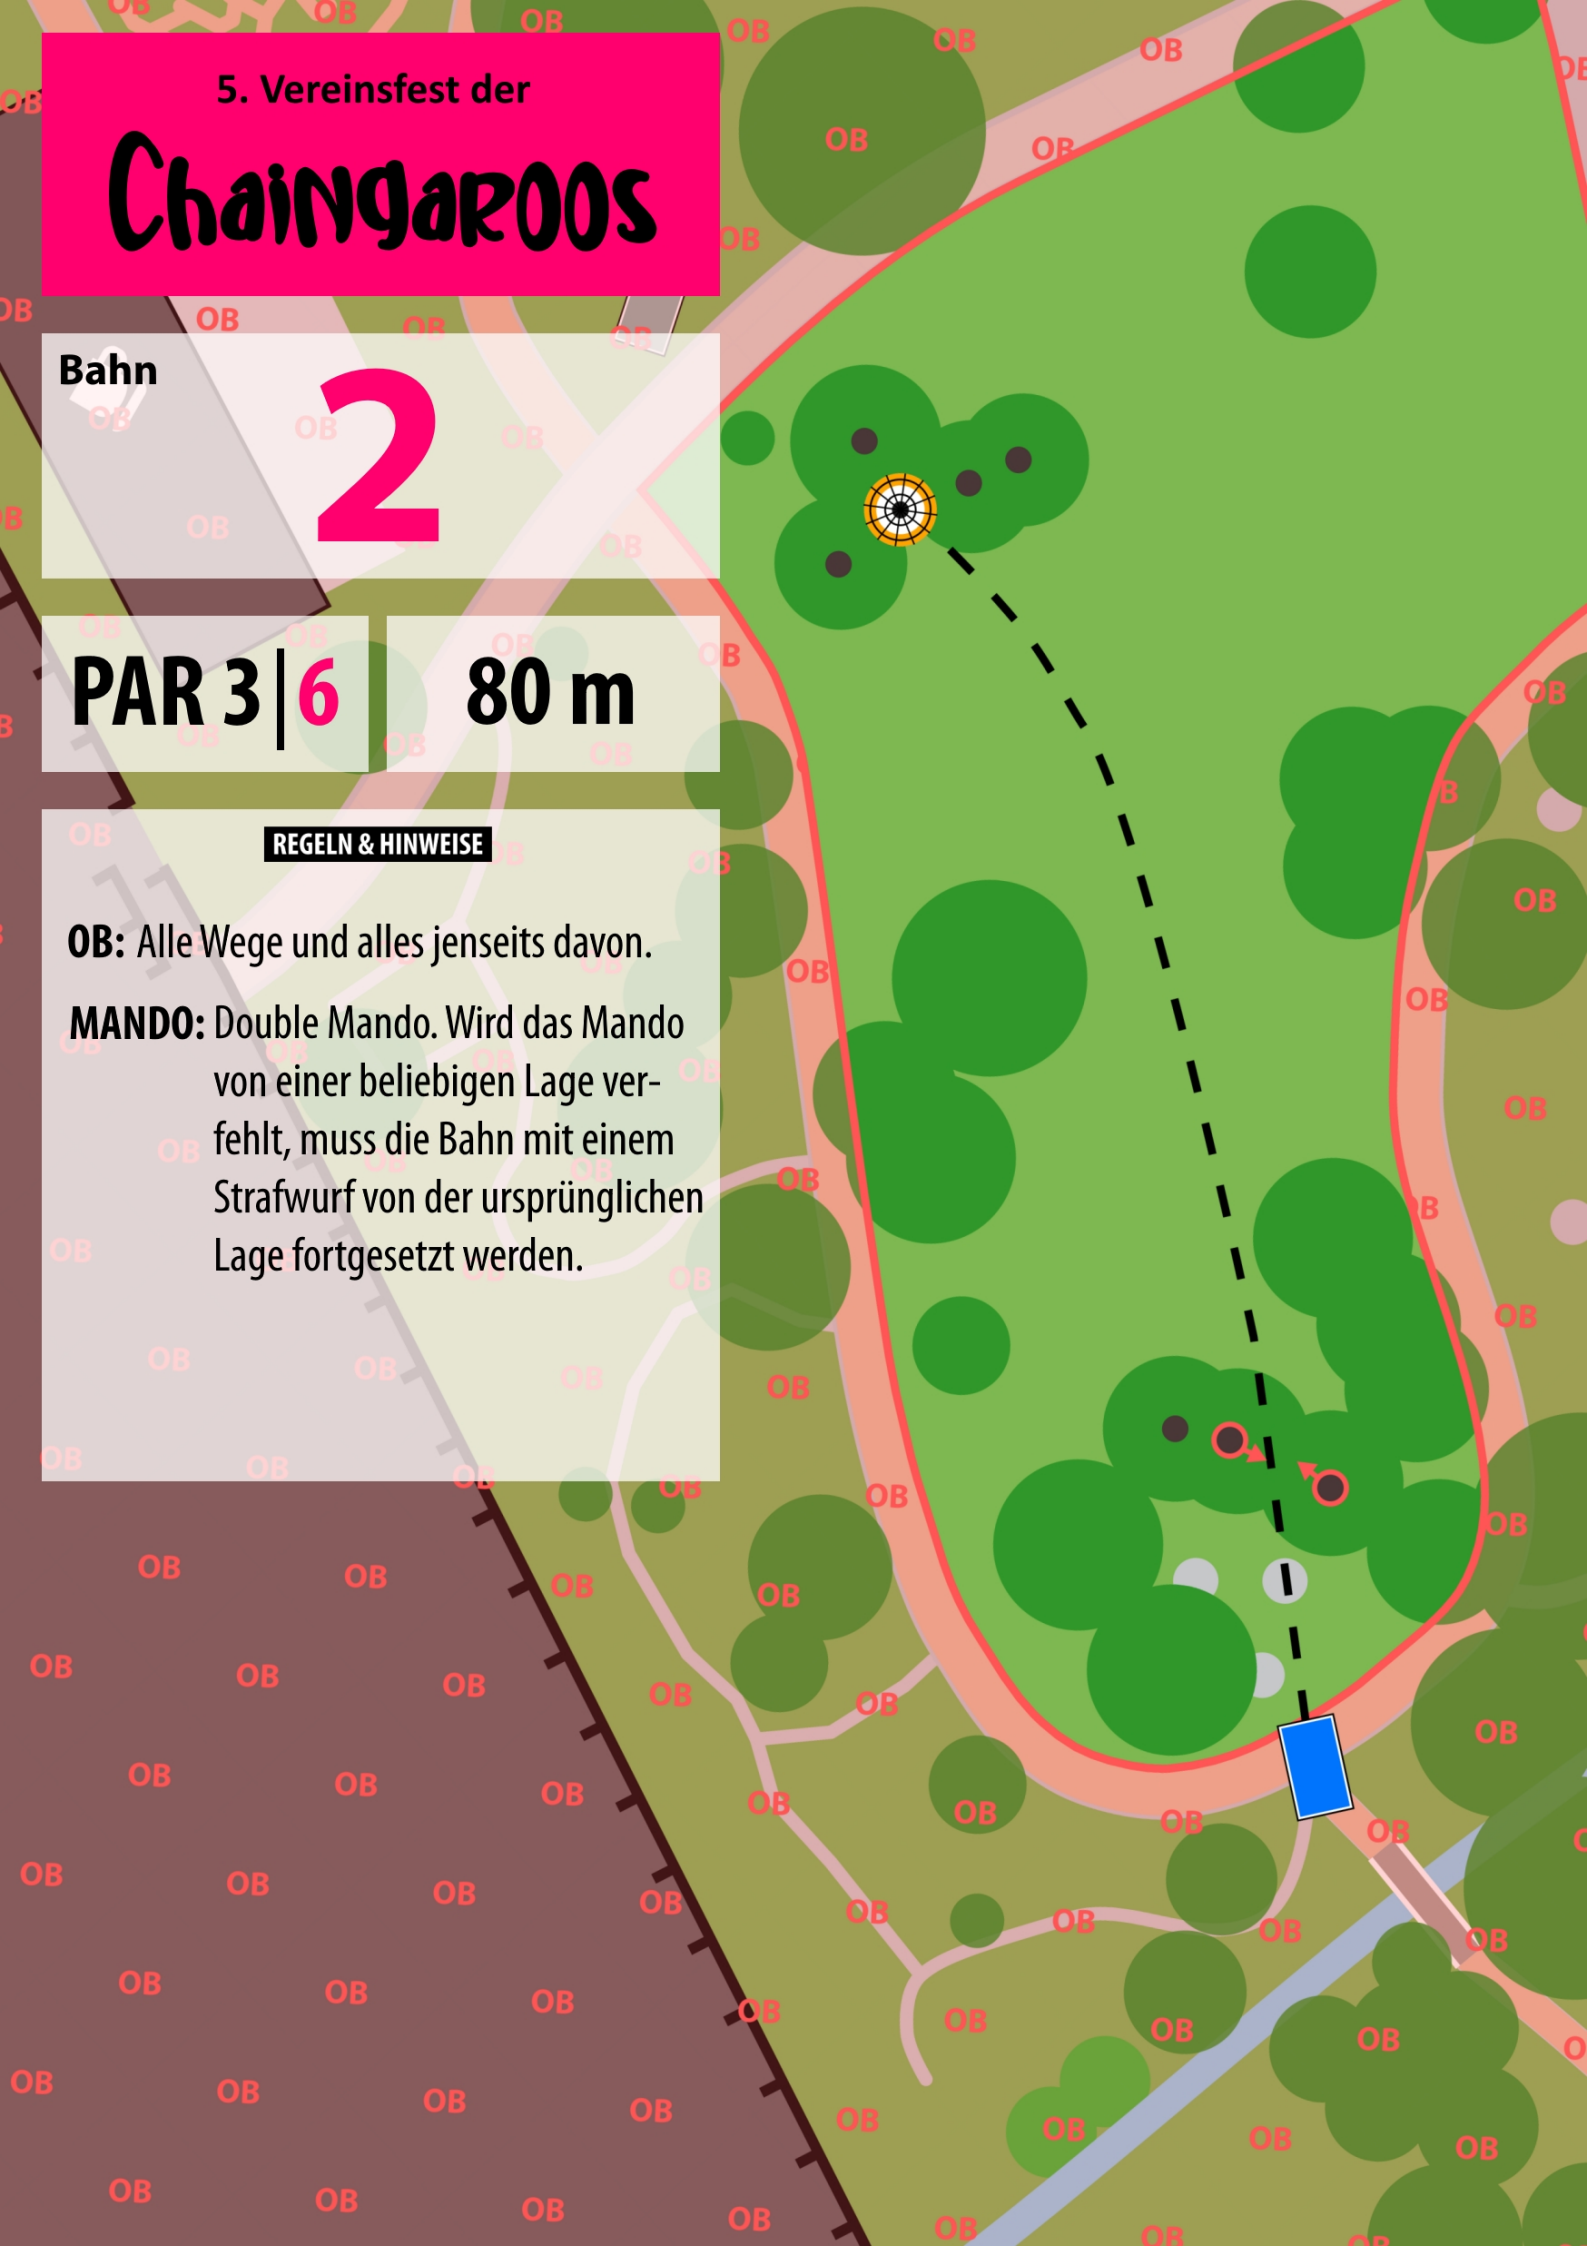 5. Vereinsfest der
Chaingaroos
Bahn
2
PAR 3|6
80 m
REGELN & HINWEISE
OB: Alle Wege und alles jenseits davon.
MANDO: Double Mando. Wird das Mando
von einer beliebigen Lage ver-
fehlt, muss die Bahn mit einem
Strafwurf von der ursprünglichen
Lage fortgesetzt werden.
OB